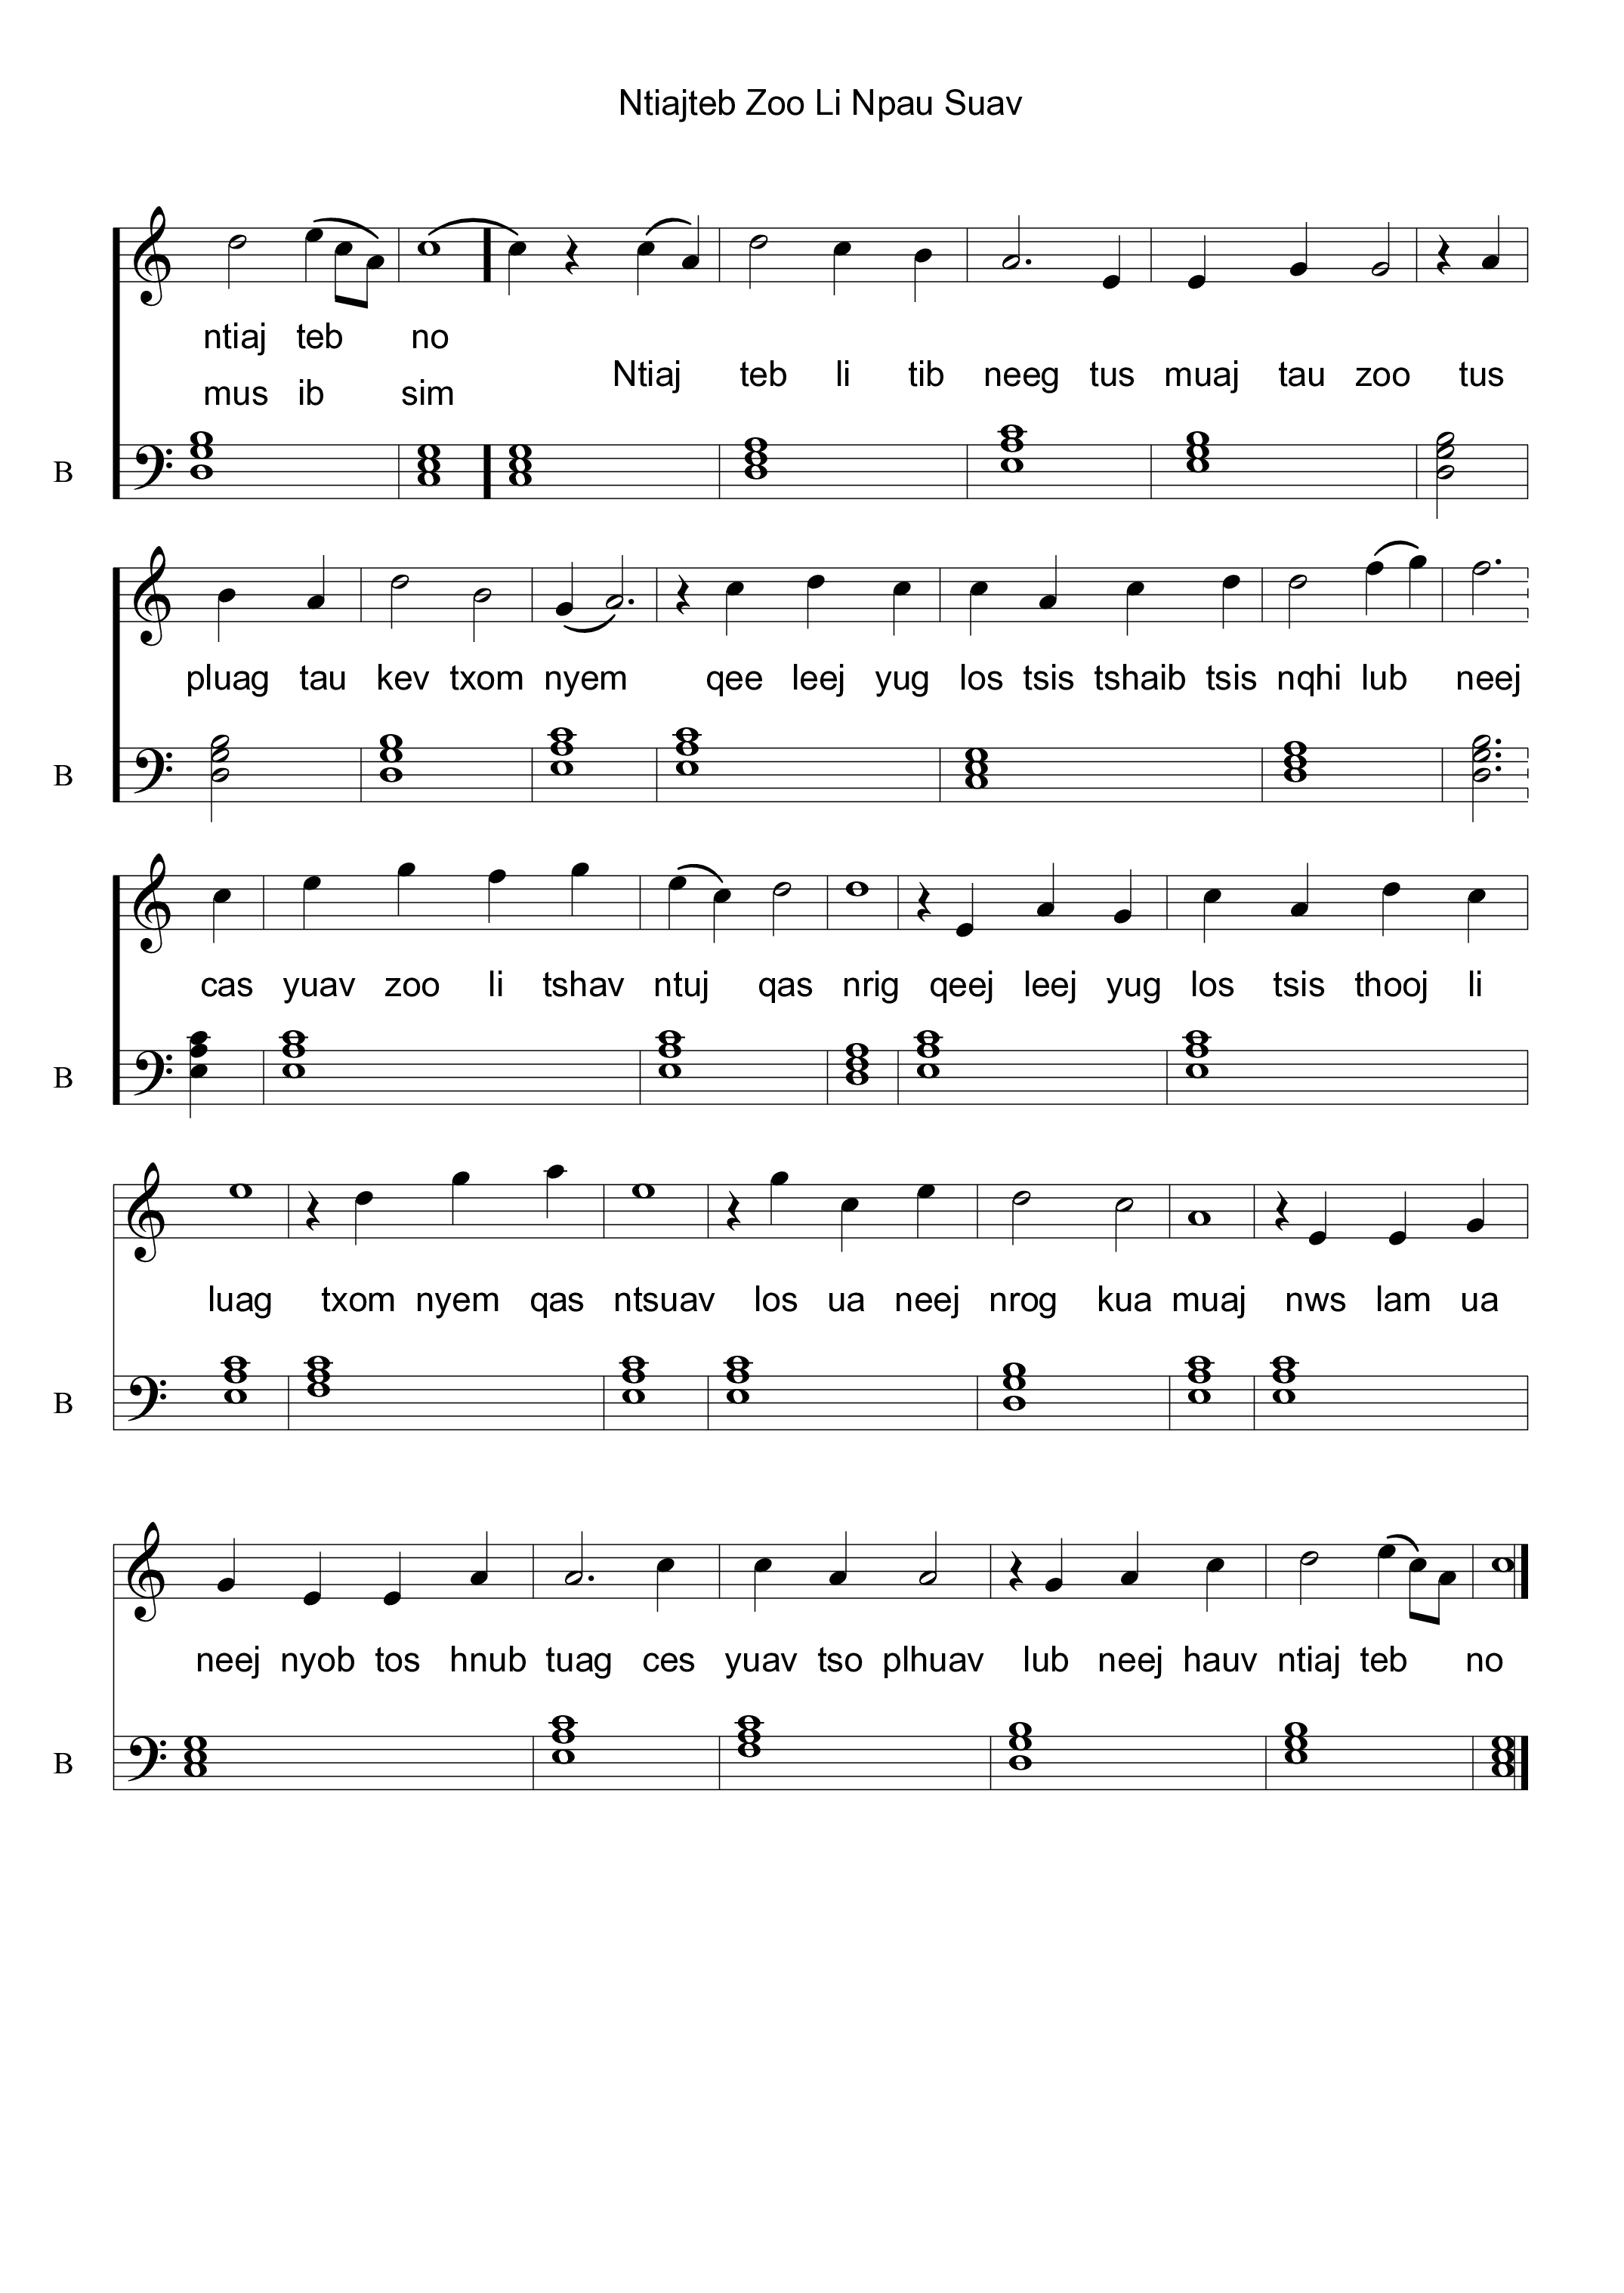 Ntiajteb Zoo Li Npau Suav
ntiaj teb no
Ntiaj teb li tib neeg tus muaj tau zoo tus
mus ib sim
B
pluag tau kev txom nyem qee leej yug los tsis tshaib tsis nqhi lub neej
B
cas yuav zoo li tshav ntuj qas nrig qeej leej yug los tsis thooj li
B
luag txom nyem qas ntsuav los ua neej nrog kua muaj nws lam ua
B
neej nyob tos hnub tuag ces yuav tso plhuav lub neej hauv ntiaj teb no
B